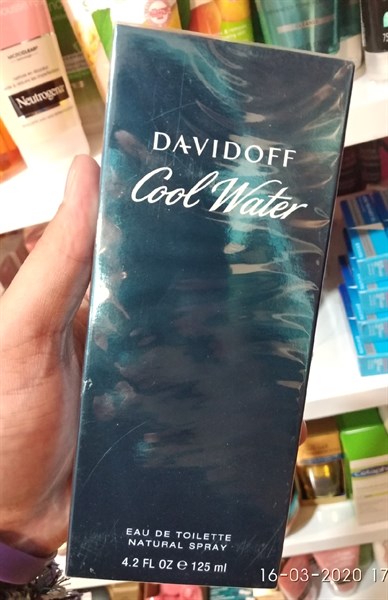 Neutrogena
DAVIDOFF
Cool Water
EAU DE TOILETTE
NATURAL SPRAY
4.2 FL OZ ℮ 125 ml
16-03-2020 17